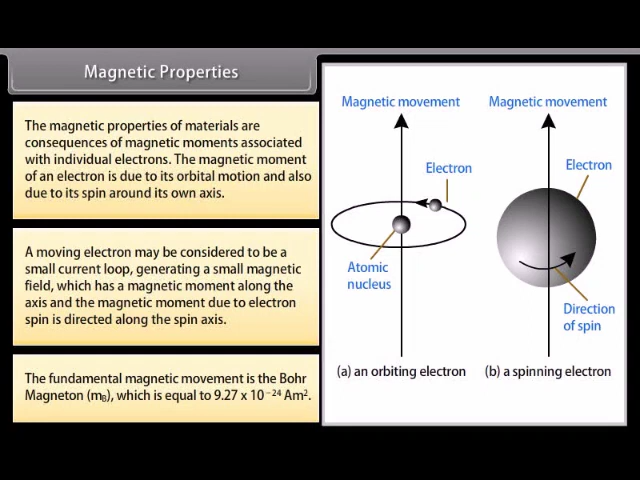 Magnetic Properties
The magnetic properties of materials are
consequences of magnetic moments associated
with individual electrons. The magnetic moment
of an electron is due to its orbital motion and also
due to its spin around its own axis.
A moving electron may be considered to be a
small current loop, generating a small magnetic
field, which has a magnetic moment along the
axis and the magnetic moment due to electron
spin is directed along the spin axis.
The fundamental magnetic movement is the Bohr
Magneton (m_B), which is equal to 9.27 x 10⁻²⁴ Am².
Magnetic movement
Electron
Atomic
nucleus
(a) an orbiting electron
Magnetic movement
Electron
Direction
of spin
(b) a spinning electron